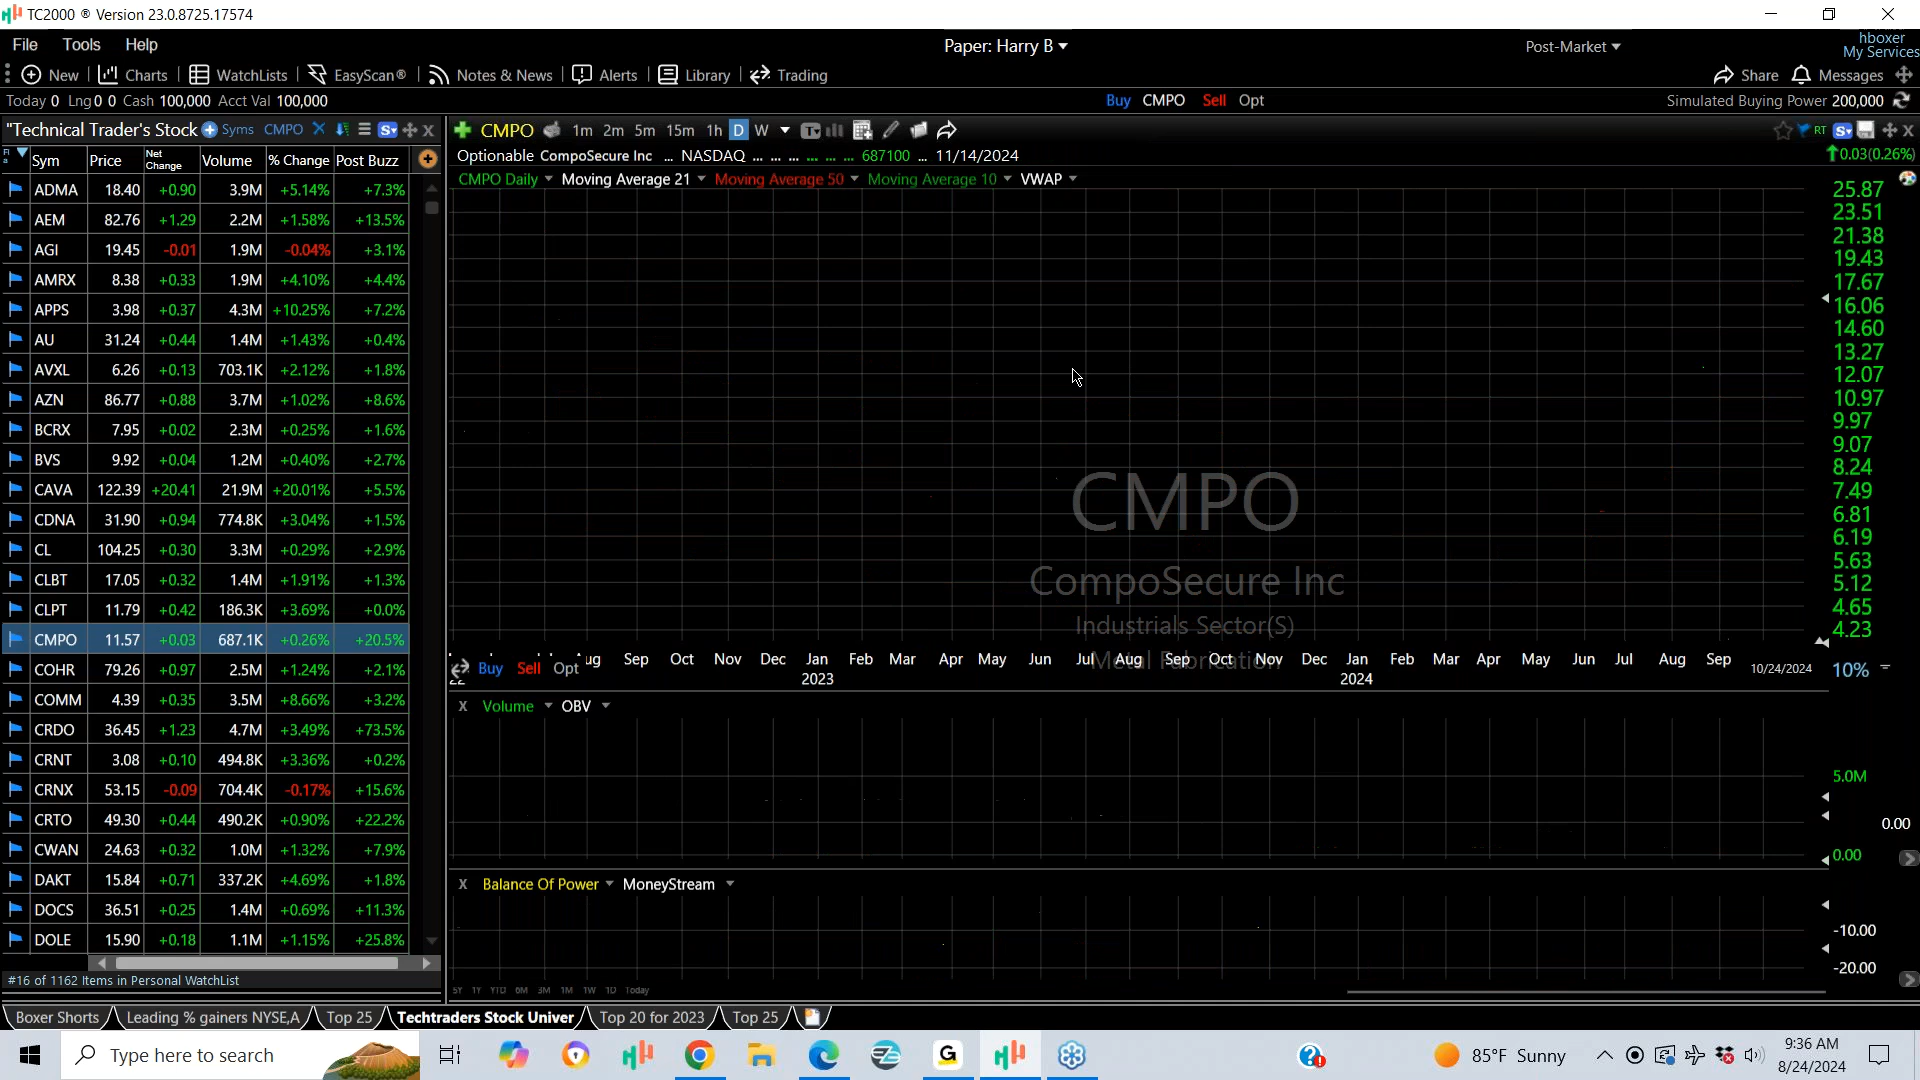 TC2000 ® Version 23.0.8725.17574
File Tools Help Paper: Harry B Post-Market hboxer
My Services
New Charts WatchLists EasyScan® Notes & News Alerts Library Trading Share Messages
Today 0 Lng 0 0 Cash 100,000 Acct Val 100,000 Buy CMPO Sell Opt Simulated Buying Power 200,000
"Technical Trader's Stock Syms CMPO X S CMPO 1m 2m 5m 15m 1h D W T RT S
Optionable CompoSecure Inc ... NASDAQ ... ... ... ... ... ... 687100 ... 11/14/2024 0.03(0.26%)
Sym Price Net Change Volume % Change Post Buzz
CMPO Daily Moving Average 21 Moving Average 50 Moving Average 10 VWAP
ADMA 18.40 +0.90 3.9M +5.14% +7.3%
AEM 82.76 +1.29 2.2M +1.58% +13.5%
AGI 19.45 -0.01 1.9M -0.04% +3.1%
AMRX 8.38 +0.33 1.9M +4.10% +4.4%
APPS 3.98 +0.37 4.3M +10.25% +7.2%
AU 31.24 +0.44 1.4M +1.43% +0.4%
AVXL 6.26 +0.13 703.1K +2.12% +1.8%
AZN 86.77 +0.88 3.7M +1.02% +8.6%
BCRX 7.95 +0.02 2.3M +0.25% +1.6%
BVS 9.92 +0.04 1.2M +0.40% +2.7%
CAVA 122.39 +20.41 21.9M +20.01% +5.5%
CDNA 31.90 +0.94 774.8K +3.04% +1.5%
CL 104.25 +0.30 3.3M +0.29% +2.9%
CLBT 17.05 +0.32 1.4M +1.91% +1.3%
CLPT 11.79 +0.42 186.3K +3.69% +0.0%
CMPO 11.57 +0.03 687.1K +0.26% +20.5%
COHR 79.26 +0.97 2.5M +1.24% +2.1%
COMM 4.39 +0.35 3.5M +8.66% +3.2%
CRDO 36.45 +1.23 4.7M +3.49% +73.5%
CRNT 3.08 +0.10 494.8K +3.36% +0.2%
CRNX 53.15 -0.09 704.4K -0.17% +15.6%
CRTO 49.30 +0.44 490.2K +0.90% +22.2%
CWAN 24.63 +0.32 1.0M +1.32% +7.9%
DAKT 15.84 +0.71 337.2K +4.69% +1.8%
DOCS 36.51 +0.25 1.4M +0.69% +11.3%
DOLE 15.90 +0.18 1.1M +1.15% +25.8%
#16 of 1162 Items in Personal WatchList
25.87
23.51
21.38
19.43
17.67
16.06
14.60
13.27
12.07
10.97
9.97
9.07
8.24
7.49
6.81
6.19
5.63
5.12
4.65
4.23
CMPO
CompoSecure Inc
Industrials Sector(S)
Metal Fabrication
Buy Sell Opt ug Sep Oct Nov Dec Jan Feb Mar Apr May Jun Jul Aug Sep Oct Nov Dec Jan Feb Mar Apr May Jun Jul Aug Sep 10/24/2024 10%
22 2023 2024
X Volume OBV
5.0M
0.00
0.00
X Balance Of Power MoneyStream
-10.00
-20.00
5Y 1Y YTD 6M 3M 1M 1W 1D Today
Boxer Shorts Leading % gainers NYSE,A Top 25 Techtraders Stock Univer Top 20 for 2023 Top 25
Type here to search 85°F Sunny 9:36 AM
8/24/2024